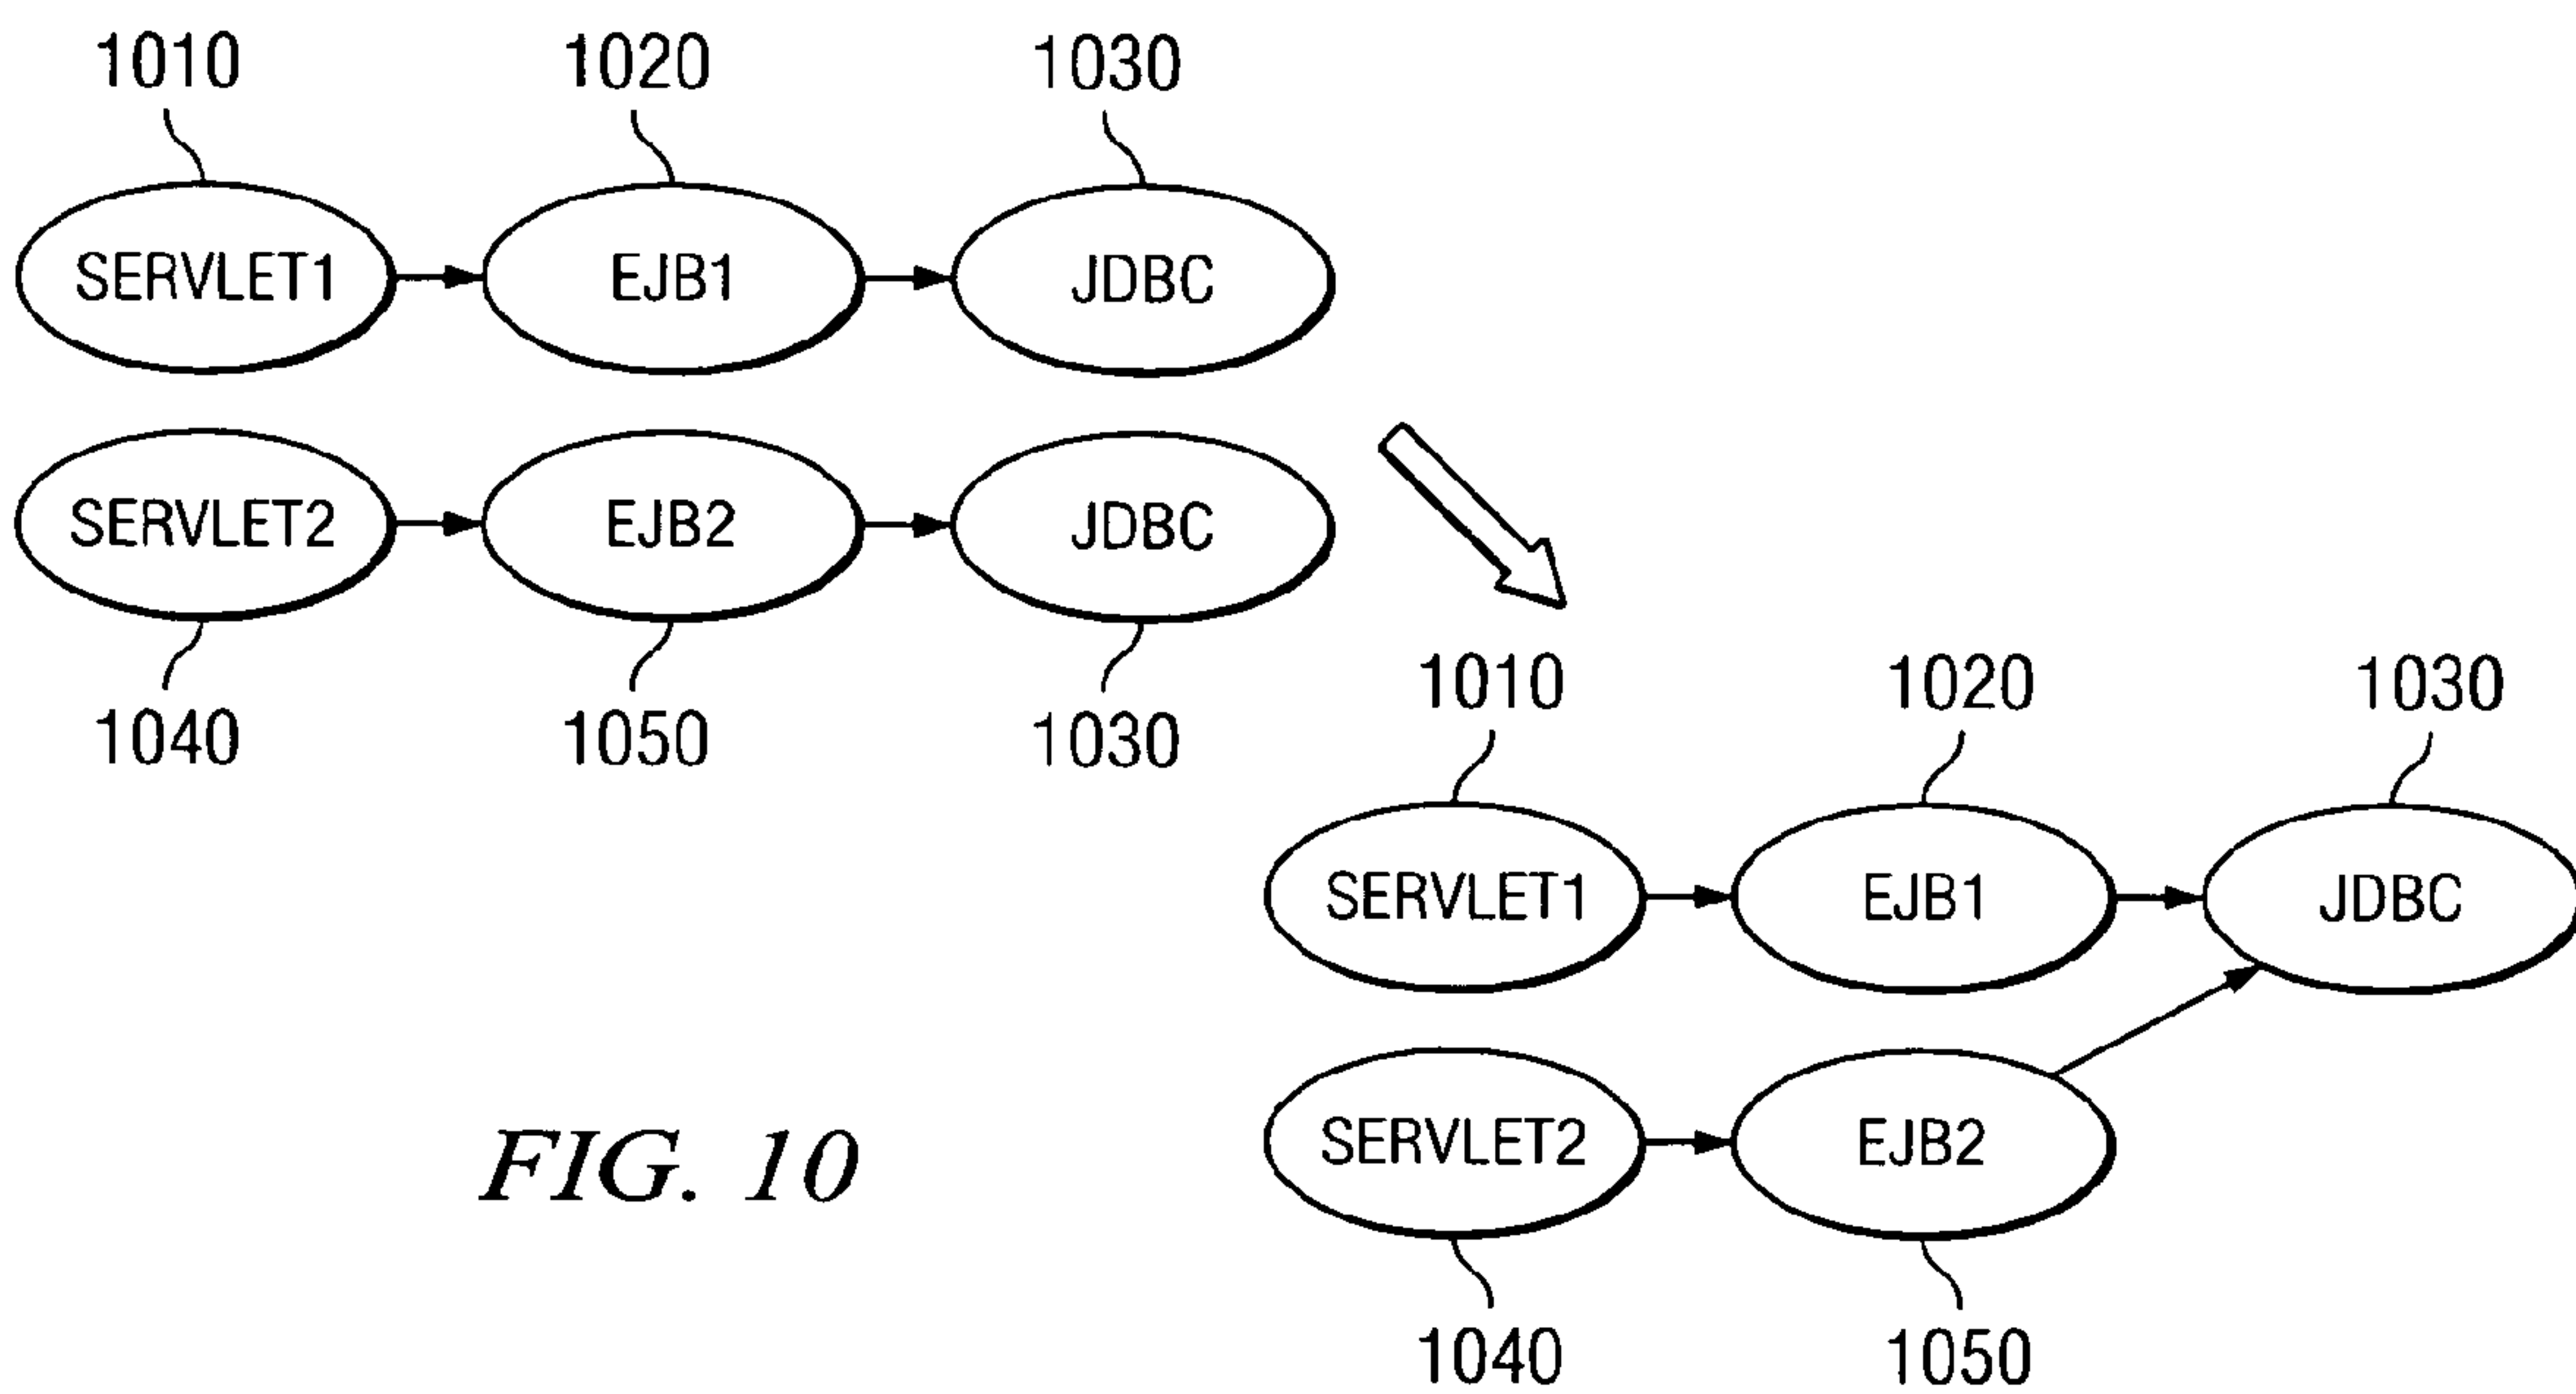 1010 1020 1030
SERVLET1 EJB1 JDBC
SERVLET2 EJB2 JDBC
1040 1050 1030
1010 1020 1030
SERVLET1 EJB1 JDBC
SERVLET2 EJB2
1040 1050
FIG. 10